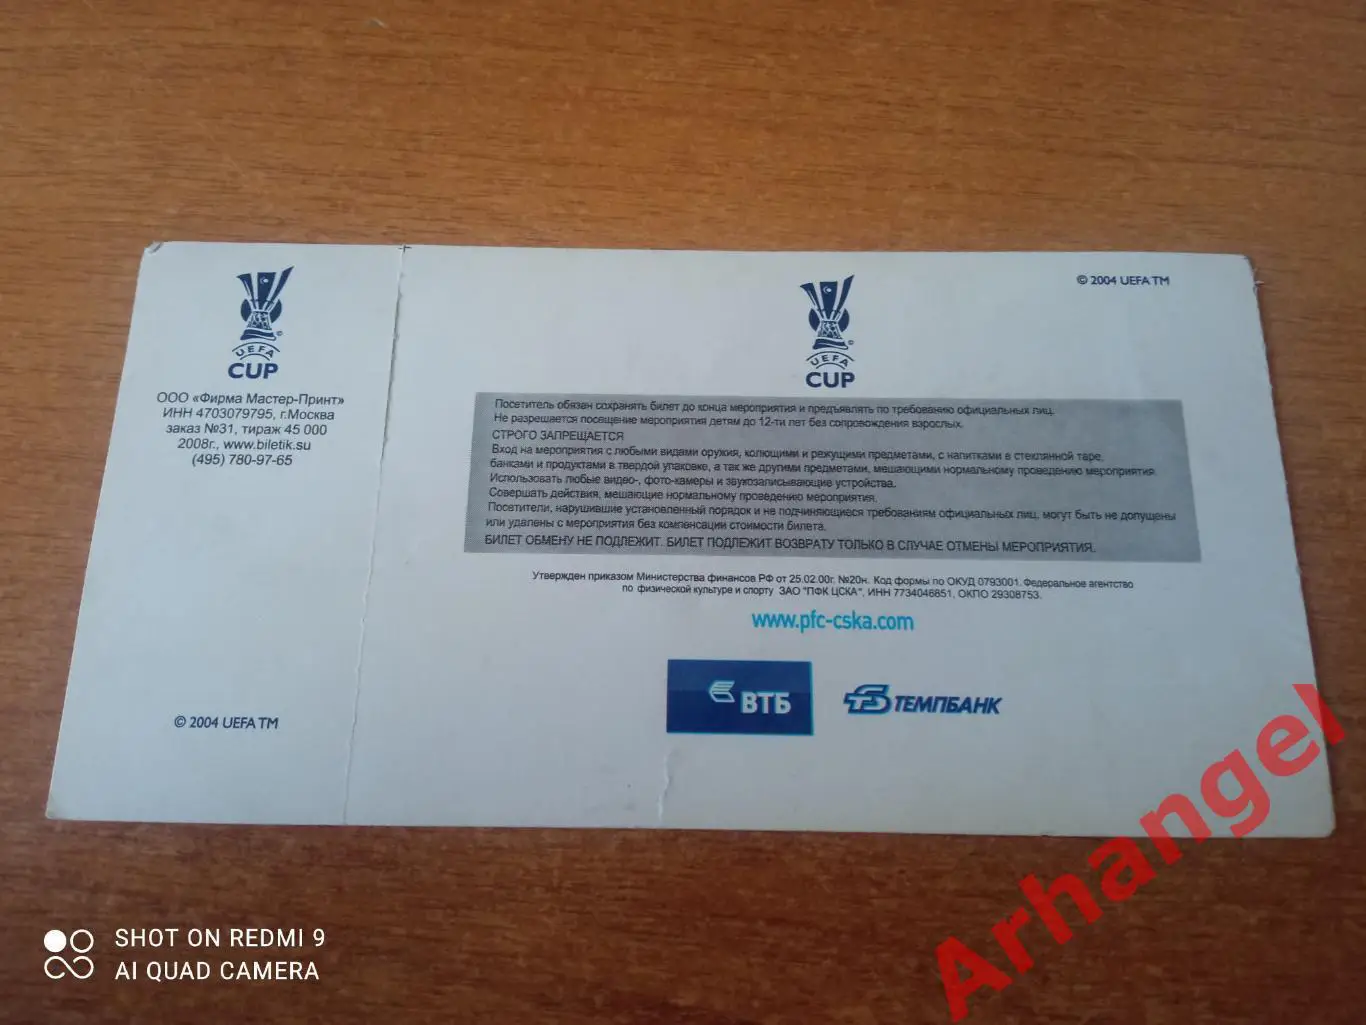 UEFA
CUP
ООО «Фирма Мастер-Принт»
ИНН 4703079795, г.Москва
заказ №31, тираж 45 000
2008г., www.biletik.su
(495) 780-97-65
© 2004 UEFA TM
© 2004 UEFA TM
UEFA
CUP
Посетитель обязан сохранять билет до конца мероприятия и предъявлять по требованию официальных лиц.
Не разрешается посещение мероприятия детям до 12-ти лет без сопровождения взрослых.
СТРОГО ЗАПРЕЩАЕТСЯ
Вход на мероприятия с любыми видами оружия, колющими и режущими предметами, с напитками в стеклянной таре,
банками и продуктами в твердой упаковке, а так же другими предметами, мешающими нормальному проведению мероприятия.
Использовать любые видео-, фото-камеры и звукозаписывающие устройства.
Совершать действия, мешающие нормальному проведению мероприятия.
Посетители, нарушившие установленный порядок и не подчиняющиеся требованиям официальных лиц, могут быть не допущены
или удалены с мероприятия без компенсации стоимости билета.
БИЛЕТ ОБМЕНУ НЕ ПОДЛЕЖИТ. БИЛЕТ ПОДЛЕЖИТ ВОЗВРАТУ ТОЛЬКО В СЛУЧАЕ ОТМЕНЫ МЕРОПРИЯТИЯ.
Утвержден приказом Министерства финансов РФ от 25.02.00г. №20н. Код формы по ОКУД 0793001. Федеральное агентство
по физической культуре и спорту ЗАО "ПФК ЦСКА", ИНН 7734046851, ОКПО 29308753.
www.pfc-cska.com
ВТБ
ТЕМПБАНК
Arhangel
SHOT ON REDMI 9
AI QUAD CAMERA